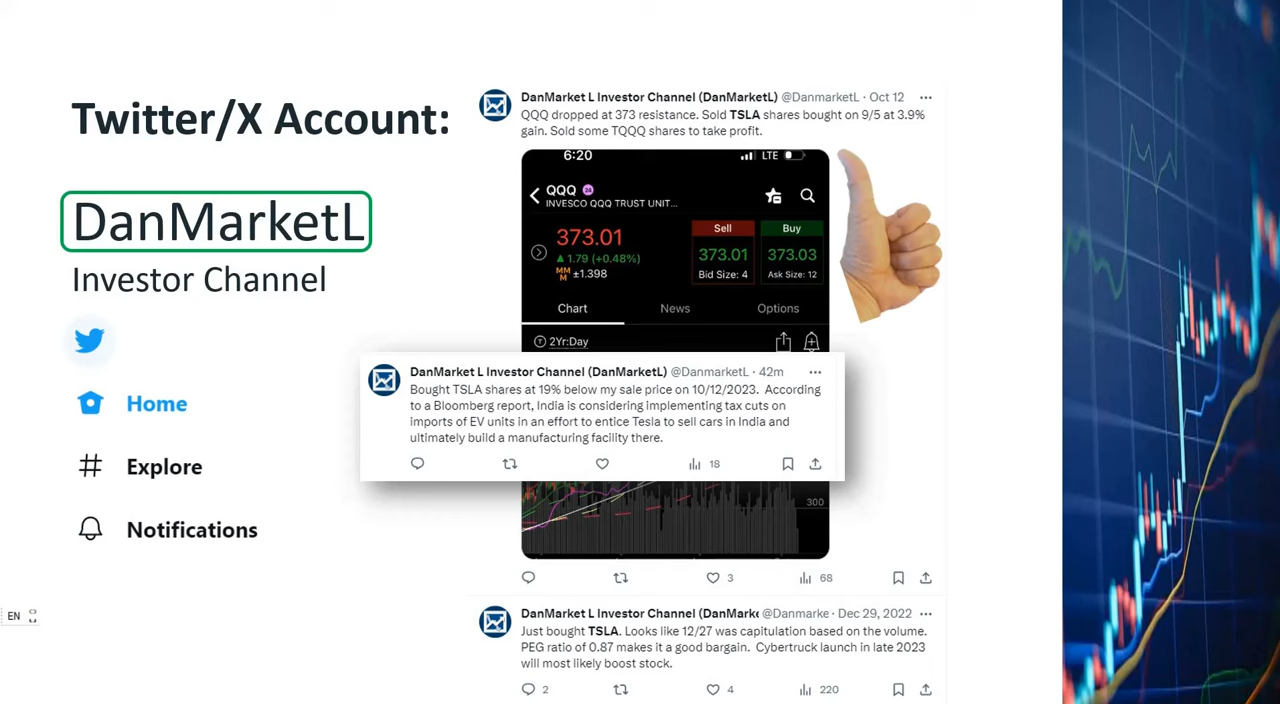 Twitter/X Account:
DanMarketL
Investor Channel
Home
# Explore
Notifications
EN
DanMarket L Investor Channel (DanMarketL) @DanmarketL · Oct 12 ...
QQQ dropped at 373 resistance. Sold TSLA shares bought on 9/5 at 3.9%
gain. Sold some TQQQ shares to take profit.
6:20 LTE
QQQ 24
INVESCO QQQ TRUST UNIT...
373.01
1.79 (+0.48%)
MM
M ±1.398
Sell
373.01
Bid Size: 4
Buy
373.03
Ask Size: 12
Chart News Options
T 2Yr:Day
DanMarket L Investor Channel (DanMarketL) @DanmarketL · 42m ...
Bought TSLA shares at 19% below my sale price on 10/12/2023. According
to a Bloomberg report, India is considering implementing tax cuts on
imports of EV units in an effort to entice Tesla to sell cars in India and
ultimately build a manufacturing facility there.
18
300
3 68
DanMarket L Investor Channel (DanMarke @Danmarke · Dec 29, 2022 ...
Just bought TSLA. Looks like 12/27 was capitulation based on the volume.
PEG ratio of 0.87 makes it a good bargain. Cybertruck launch in late 2023
will most likely boost stock.
2 4 220